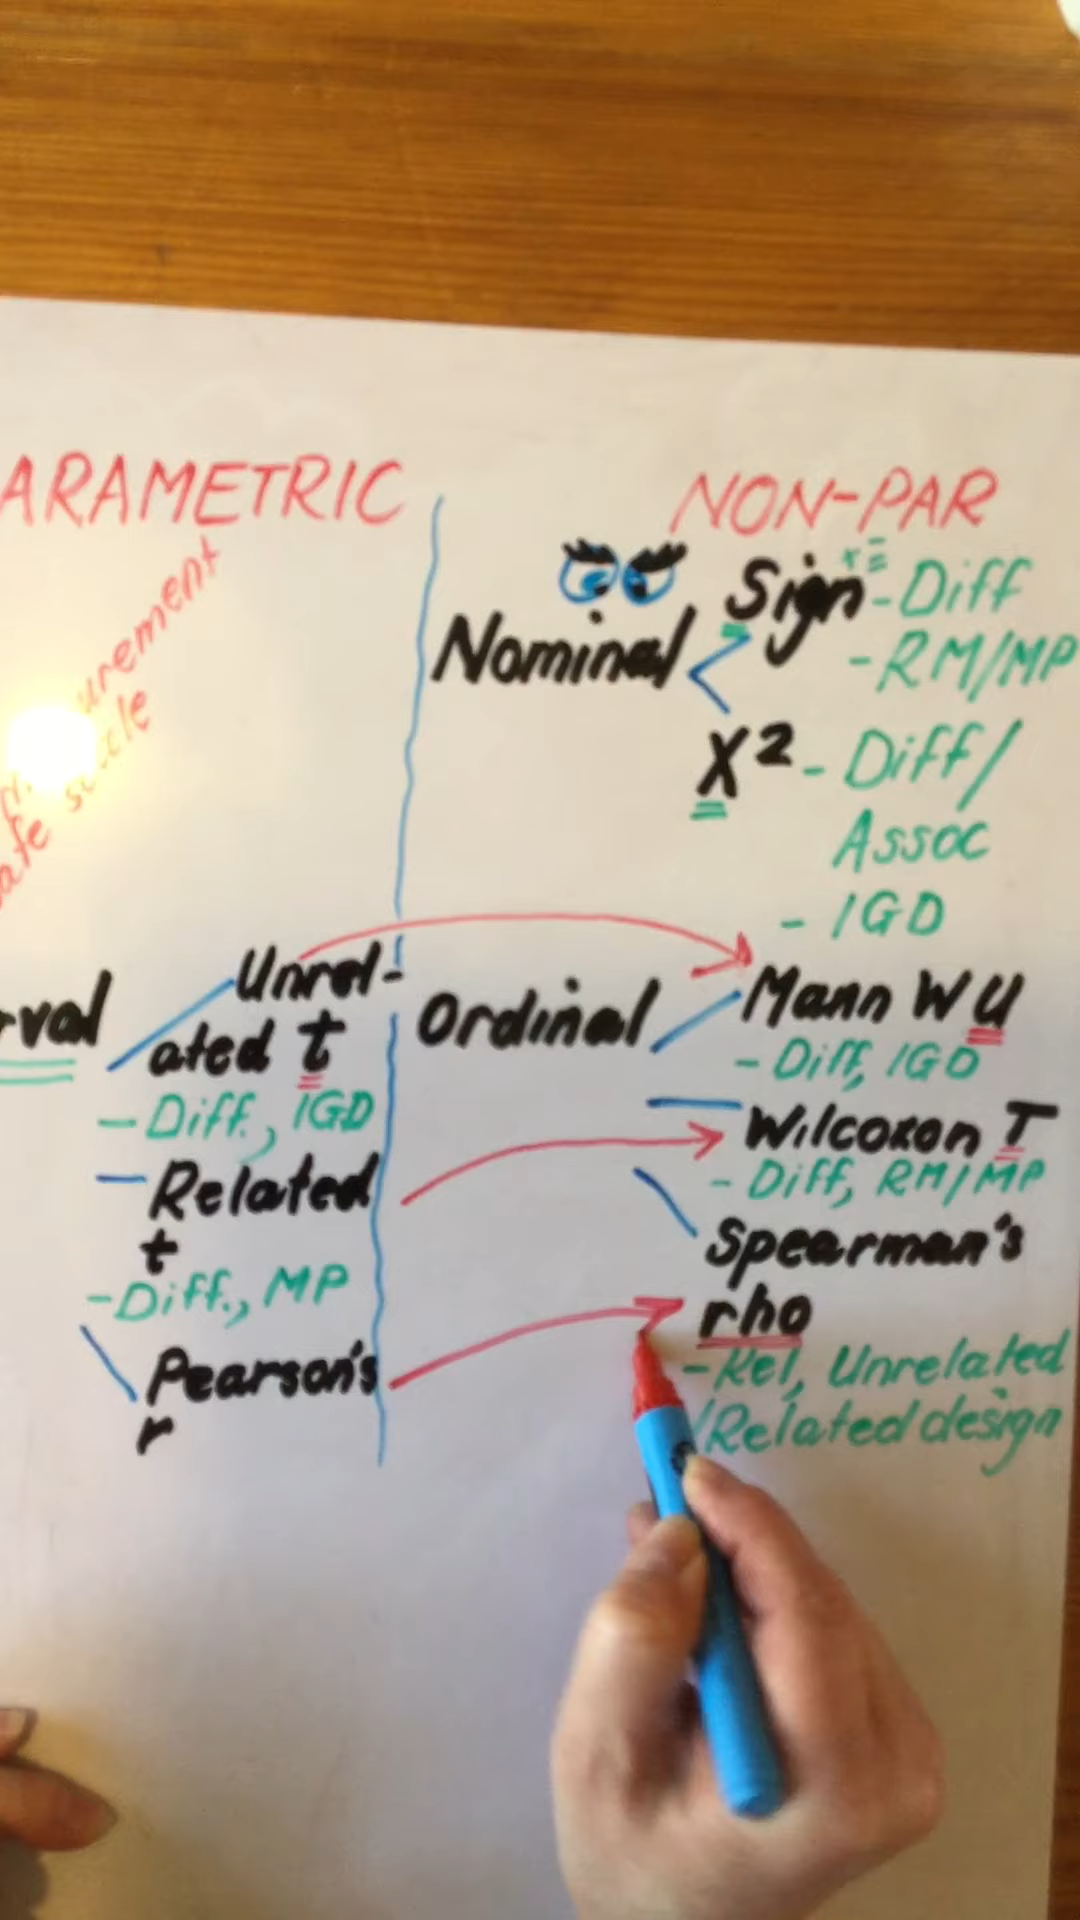 ARAMETRIC
urement
scale
rval
Unrel-
ated t
- Diff., IGD
Related
t
- Diff., MP
Pearson's
r
NON-PAR
Nominal
Sign - Diff
- RM/MP
X² - Diff/
Assoc
- IGD
Ordinal
Mann W U
- Diff, IGD
Wilcoxon T
- Diff, RM/MP
Spearman's
rho
- Rel, Unrelated
/Related design